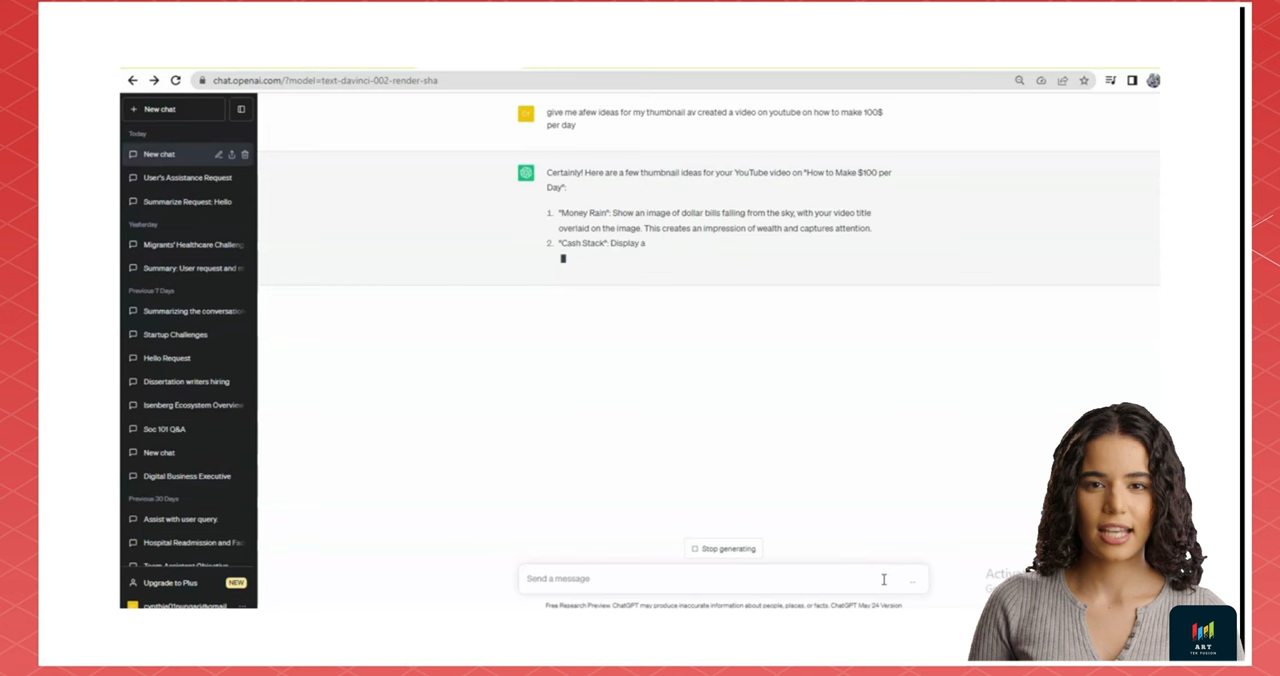 chat.openai.com/?model=text-davinci-002-render-sha
+ New chat
Today
New chat
User's Assistance Request
Summarize Request: Hello
Yesterday
Migrants' Healthcare Challeng
Summary: User request and
Previous 7 Days
Summarizing the conversation
Startup Challenges
Hello Request
Dissertation writers hiring
Isenberg Ecosystem Overview
Soc 101 Q&A
New chat
Digital Business Executive
Previous 30 Days
Assist with user query.
Hospital Readmission and Fac
Upgrade to Plus NEW
give me afew ideas for my thumbnail av created a video on youtube on how to make 100$
per day
Certainly! Here are a few thumbnail ideas for your YouTube video on "How to Make $100 per
Day":
1. "Money Rain": Show an image of dollar bills falling from the sky, with your video title
overlaid on the image. This creates an impression of wealth and captures attention.
2. "Cash Stack": Display a
Stop generating
Send a message
Free Research Preview. ChatGPT may produce inaccurate information about people, places, or facts. ChatGPT May 24 Version
ART
TEK FUSION